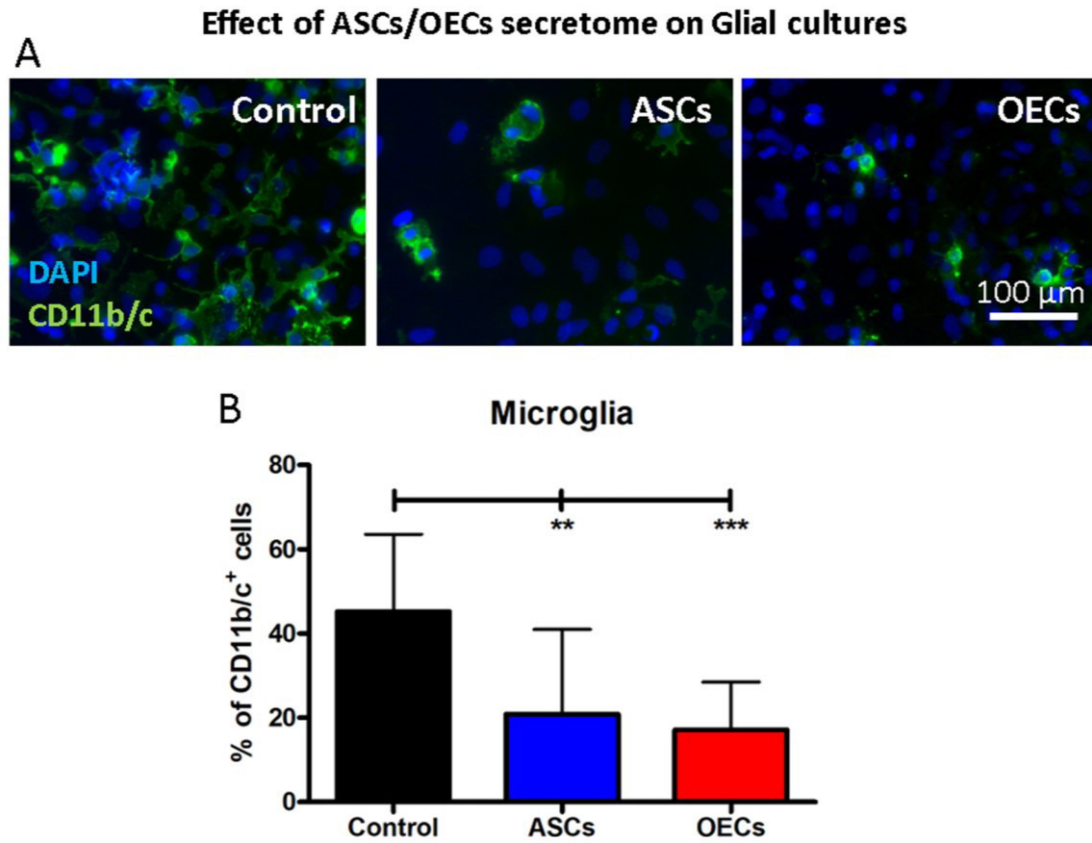 Effect of ASCs/OECs secretome on Glial cultures
A
Control
ASCs
OECs
DAPI
CD11b/c
100 µm
B
Microglia
% of CD11b/c⁺ cells
80
60
40
20
0
**
***
Control
ASCs
OECs